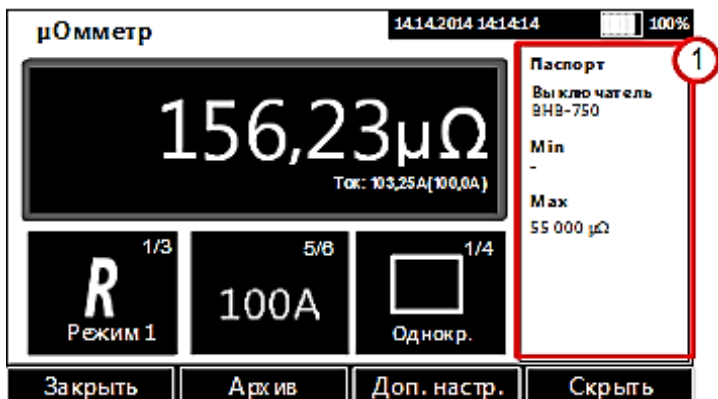 µОмметр
14.14.2014 14:14:14
100%
1
Паспорт
Выключатель
ВНВ-750
Min
-
Max
55 000 µΩ
156,23µΩ
Ток: 103,25А(100,0А)
1/3
R
Режим 1
5/6
100А
1/4
Однокр.
Закрыть
Архив
Доп. настр.
Скрыть